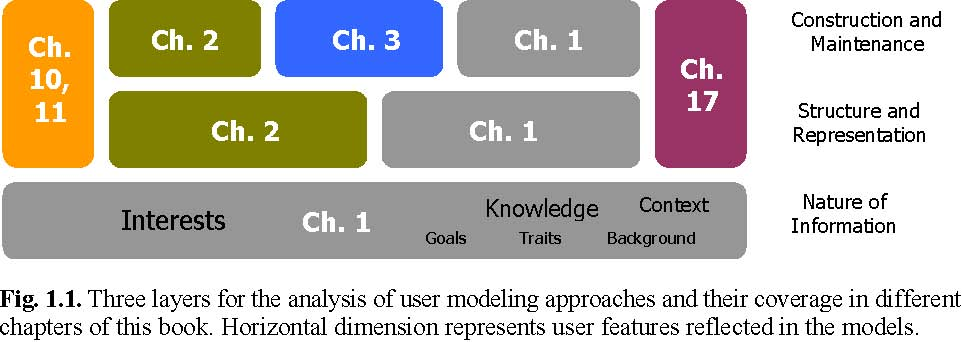 Ch. 10, 11
Ch. 2
Ch. 3
Ch. 1
Ch. 17
Construction and
Maintenance
Ch. 2
Ch. 1
Structure and
Representation
Interests
Ch. 1
Knowledge
Context
Goals
Traits
Background
Nature of
Information
Fig. 1.1. Three layers for the analysis of user modeling approaches and their coverage in different
chapters of this book. Horizontal dimension represents user features reflected in the models.